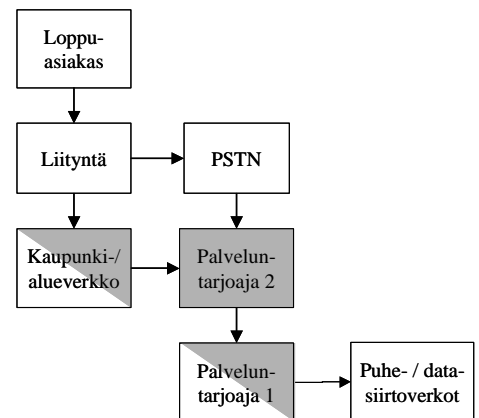 Loppu-
asiakas
Liityntä
PSTN
Kaupunki-/
alueverkko
Palvelun-
tarjoaja 2
Palvelun-
tarjoaja 1
Puhe- / data-
siirtoverkot